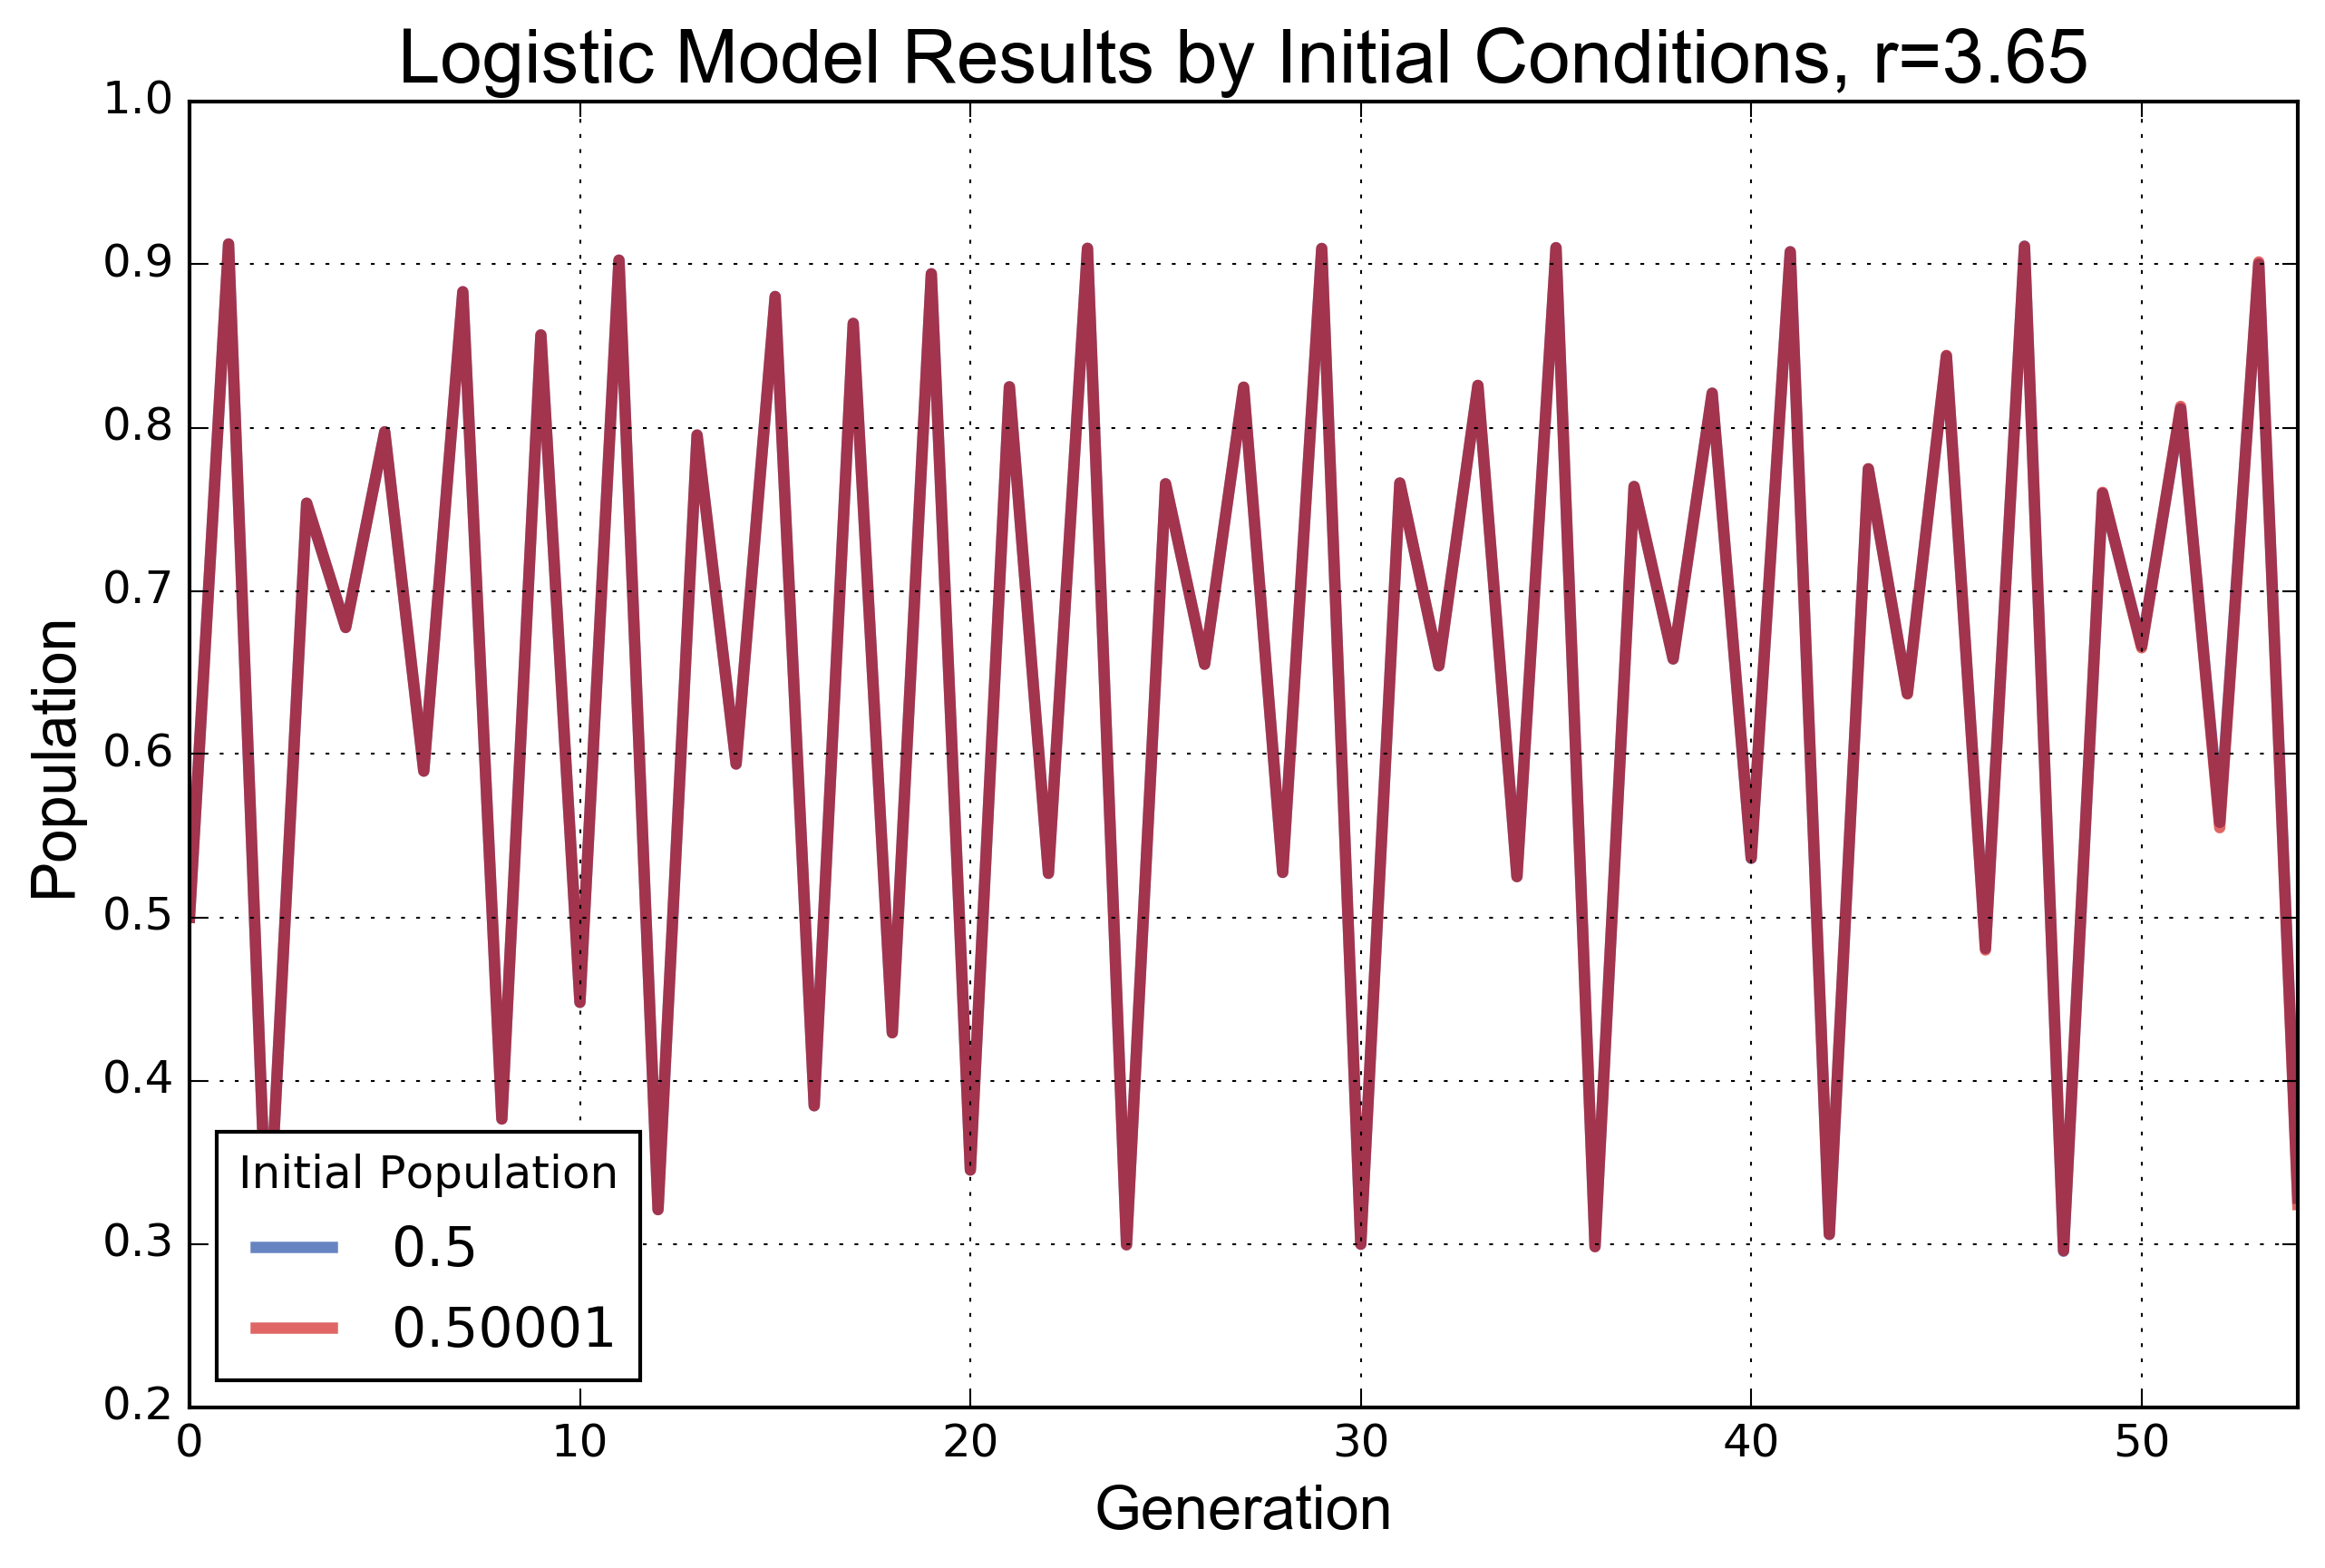 Logistic Model Results by Initial Conditions, r=3.65
1.0
0.9
0.8
0.7
0.6
0.5
0.4
0.3
0.2
Population
Initial Population
0.5
0.50001
0 10 20 30 40 50
Generation